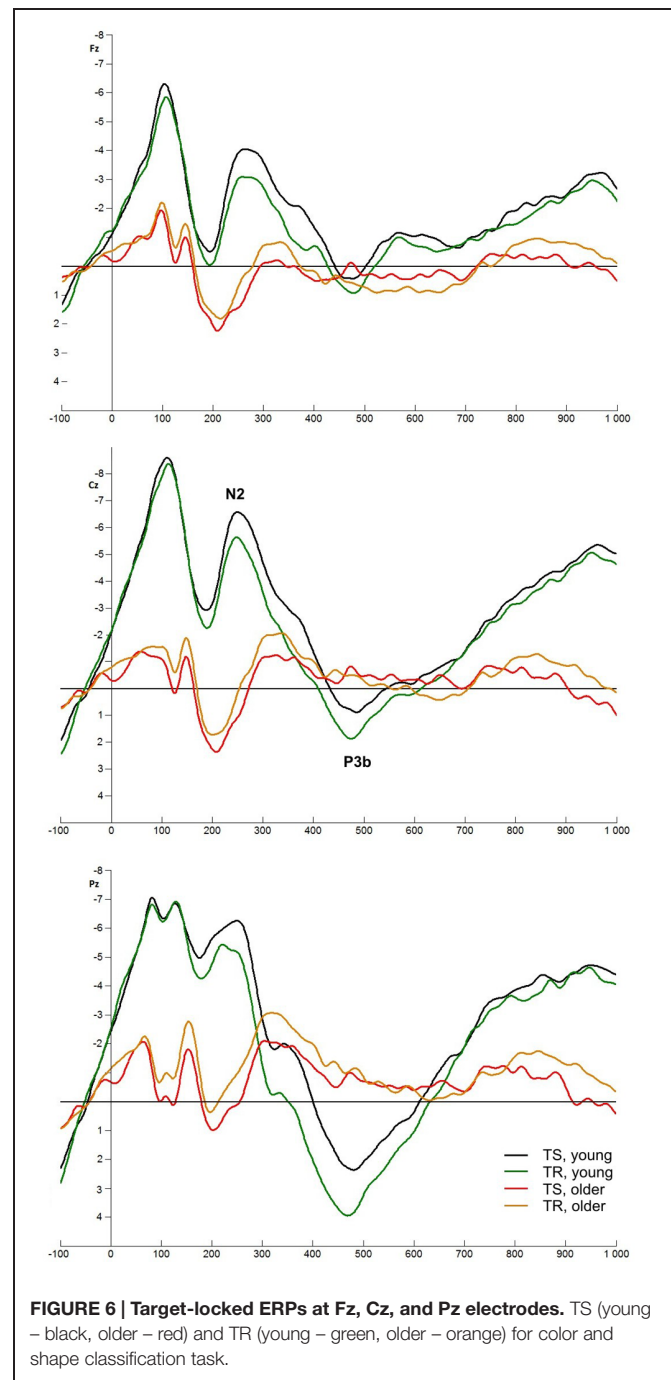 -8
Fz
-7
-6
-5
-4
-3
-2
1
2
3
4
-100 0 100 200 300 400 500 600 700 800 900 1 000
-8
Cz
-7
-6
-5
-4
-3
-2
1
2
3
4
N2
P3b
-100 0 100 200 300 400 500 600 700 800 900 1 000
-8
Pz
-7
-6
-5
-4
-3
-2
1
2
3
4
TS, young
TR, young
TS, older
TR, older
-100 0 100 200 300 400 500 600 700 800 900 1 000
FIGURE 6 | Target-locked ERPs at Fz, Cz, and Pz electrodes. TS (young
– black, older – red) and TR (young – green, older – orange) for color and
shape classification task.